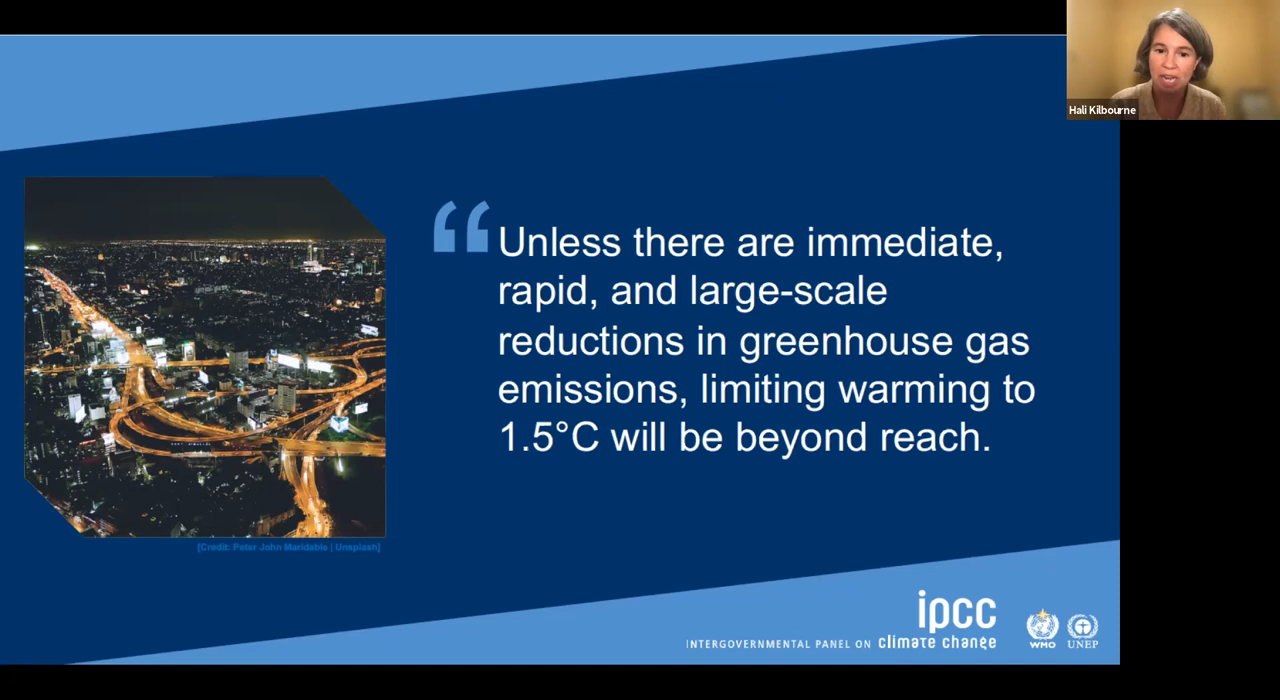 Hali Kilbourne
“Unless there are immediate,
rapid, and large-scale
reductions in greenhouse gas
emissions, limiting warming to
1.5°C will be beyond reach.
[Credit: Peter John Maridable | Unsplash]
ipcc
INTERGOVERNMENTAL PANEL ON climate change
WMO
UNEP